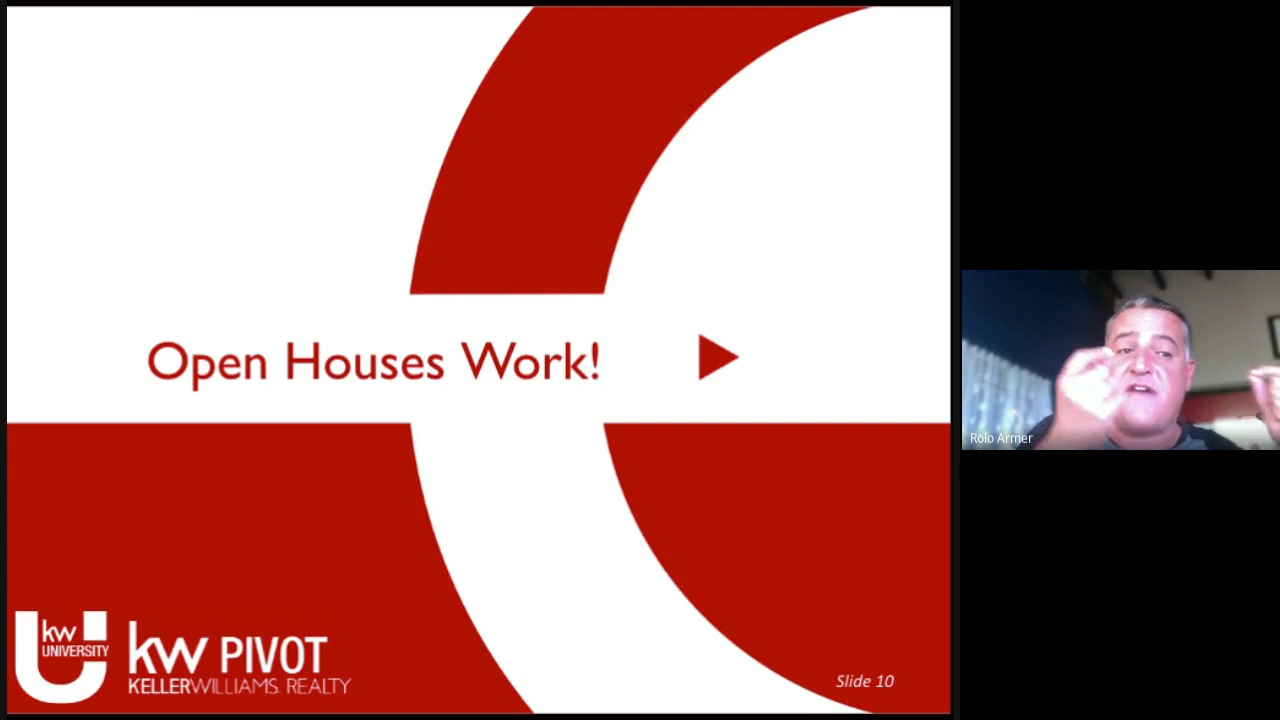 Open Houses Work!
kw
UNIVERSITY
kw PIVOT
KELLERWILLIAMS. REALTY
Slide 10
Rolo Armer